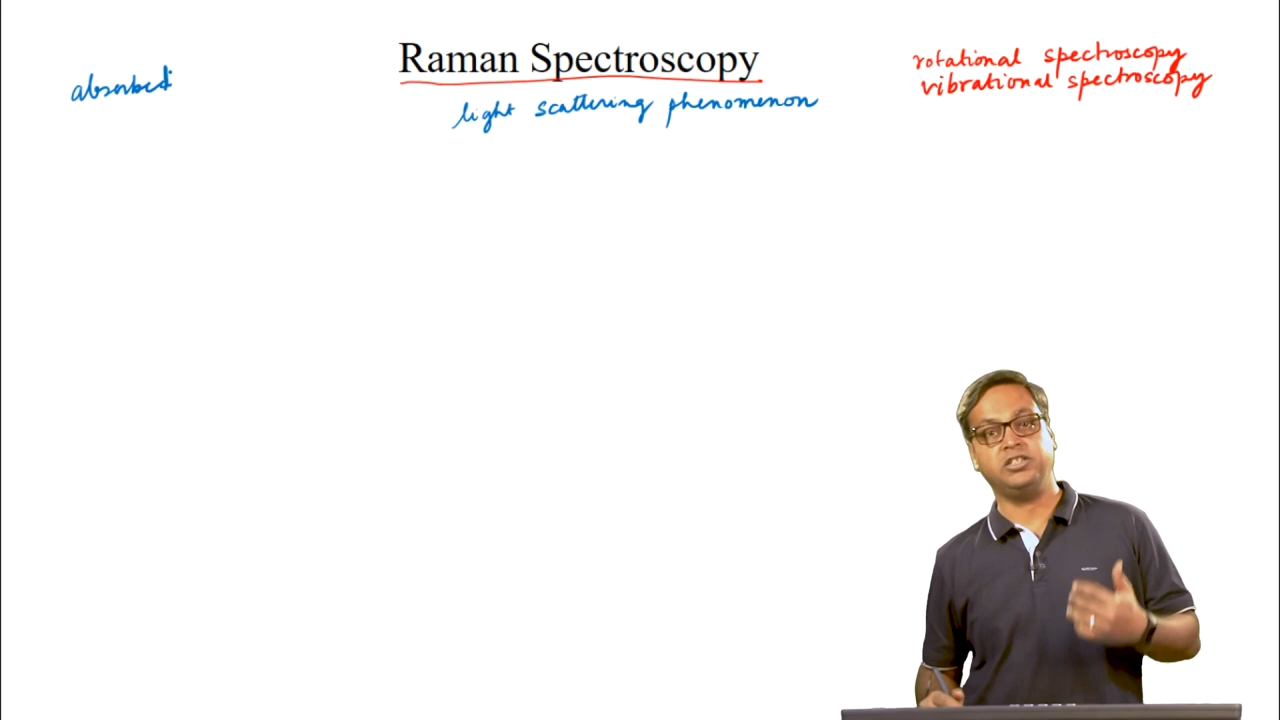 Raman Spectroscopy
absorbed
light scattering phenomenon
rotational spectroscopy
vibrational spectroscopy